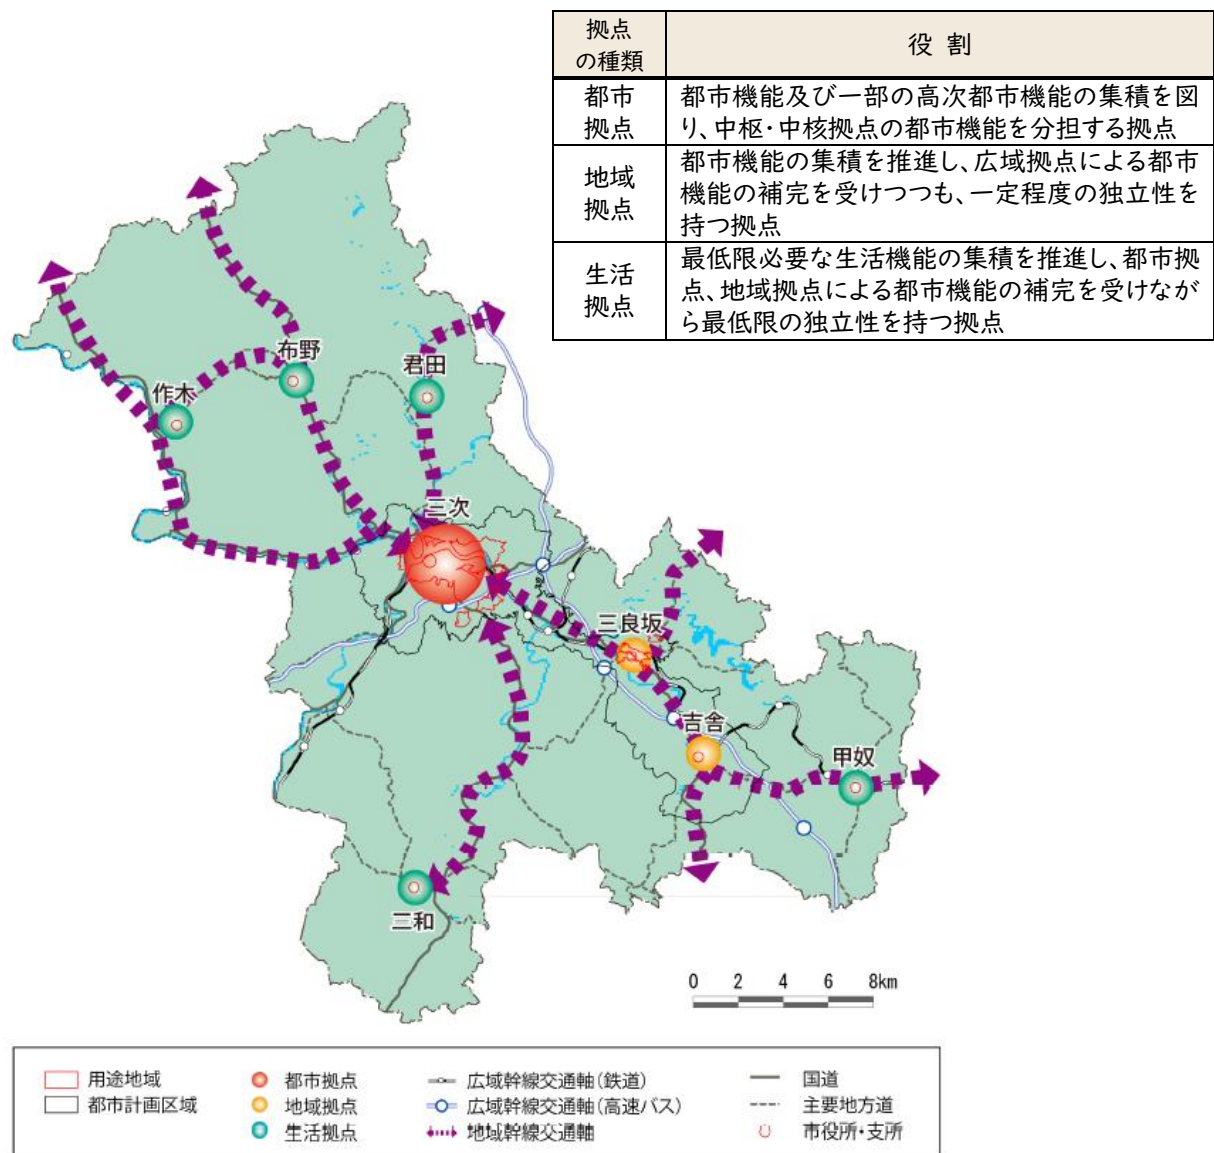 拠点
の種類
役 割
都市
拠点
都市機能及び一部の高次都市機能の集積を図
り、中枢・中核拠点の都市機能を分担する拠点
地域
拠点
都市機能の集積を推進し、広域拠点による都市
機能の補完を受けつつも、一定程度の独立性を
持つ拠点
生活
拠点
最低限必要な生活機能の集積を推進し、都市拠
点、地域拠点による都市機能の補完を受けなが
ら最低限の独立性を持つ拠点
布野
君田
作木
三次
三良坂
吉舎
甲奴
三和
0 2 4 6 8km
用途地域
都市計画区域
都市拠点
地域拠点
生活拠点
広域幹線交通軸(鉄道)
広域幹線交通軸(高速バス)
地域幹線交通軸
国道
主要地方道
市役所・支所